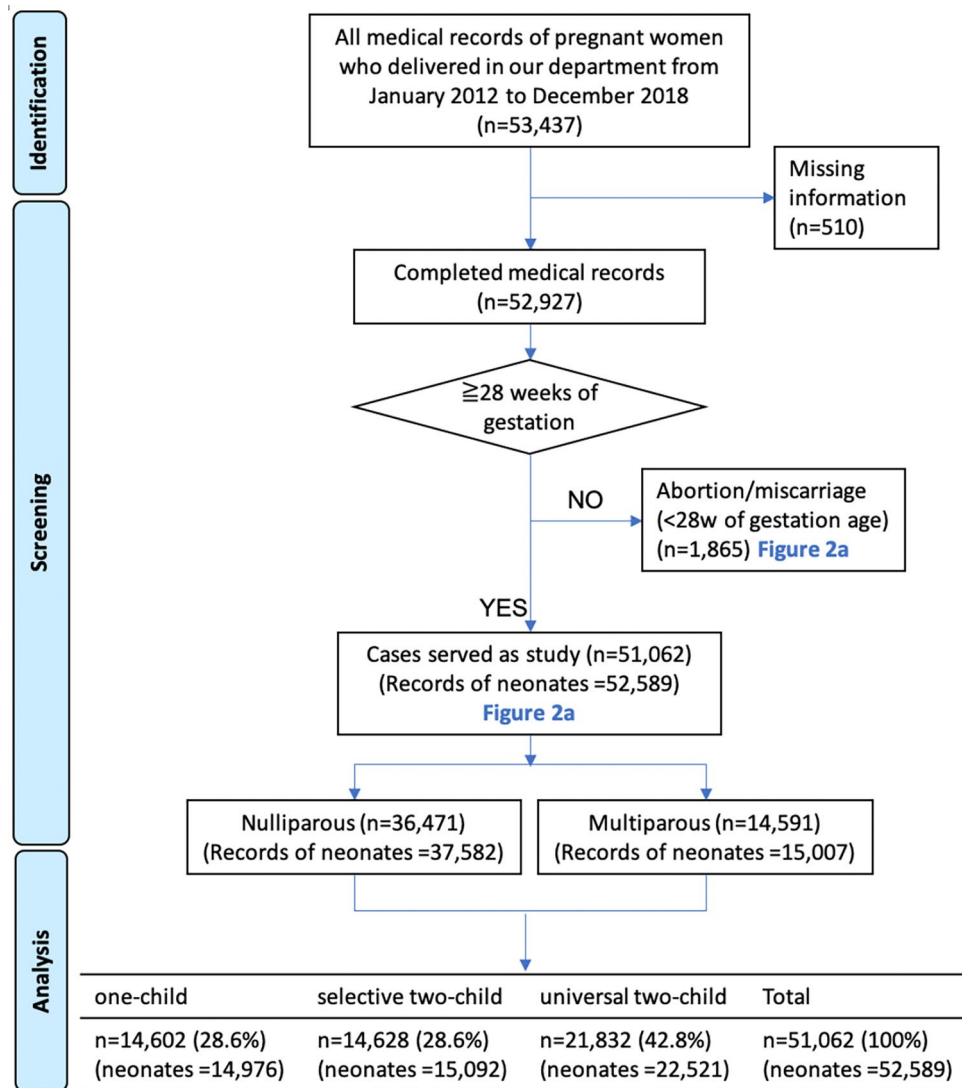 Identification
All medical records of pregnant women
who delivered in our department from
January 2012 to December 2018
(n=53,437)
Missing
information
(n=510)
Screening
Completed medical records
(n=52,927)
≧28 weeks of
gestation
NO
Abortion/miscarriage
(<28w of gestation age)
(n=1,865) Figure 2a
YES
Cases served as study (n=51,062)
(Records of neonates =52,589)
Figure 2a
Nulliparous (n=36,471)
(Records of neonates =37,582)
Multiparous (n=14,591)
(Records of neonates =15,007)
Analysis
one-child selective two-child universal two-child Total
n=14,602 (28.6%) n=14,628 (28.6%) n=21,832 (42.8%) n=51,062 (100%)
(neonates =14,976) (neonates =15,092) (neonates =22,521) (neonates =52,589)